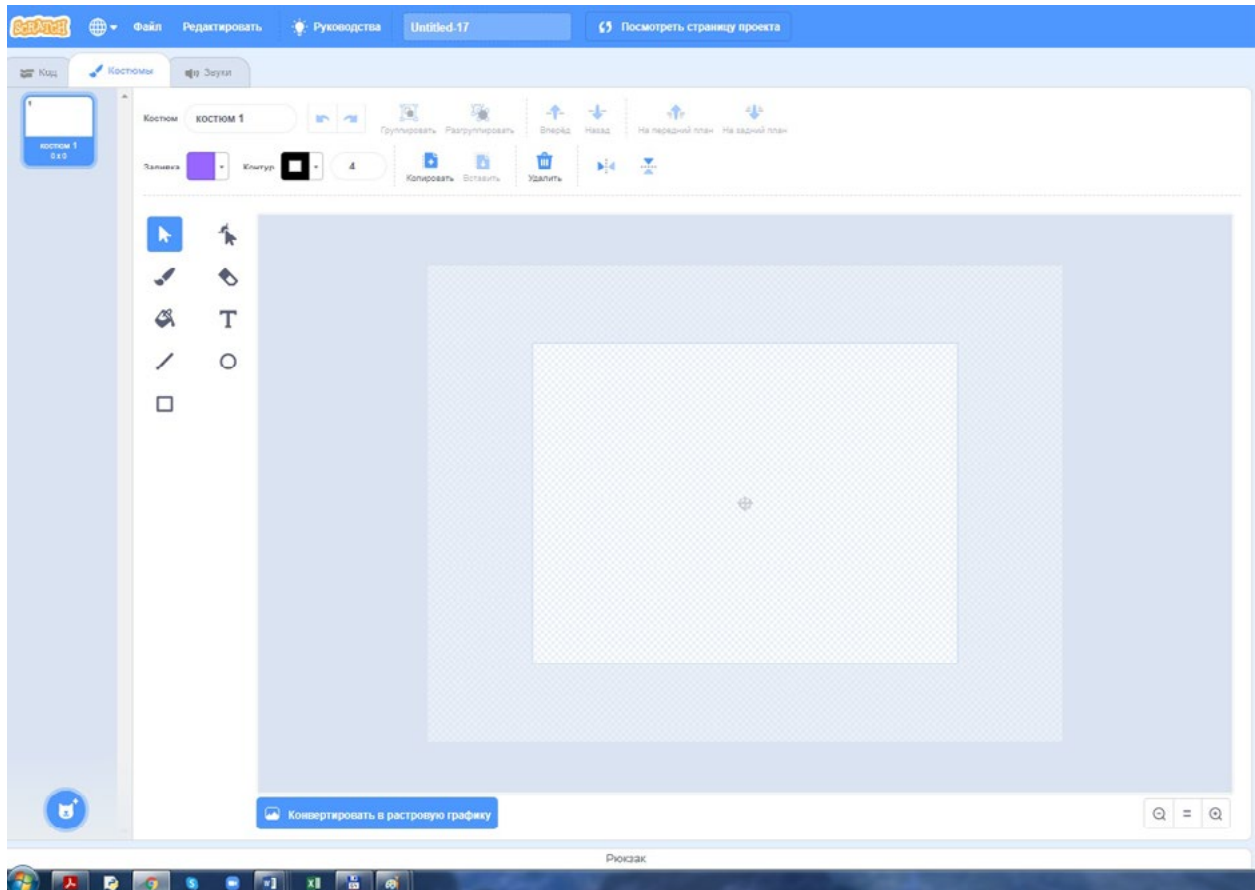 SCRATCH Файл Редактировать Руководства Untitled-17 Посмотреть страницу проекта
Код Костюмы Звуки
1
костюм 1
0 x 0
Костюм костюм 1
Группировать Разгруппировать Вперёд Назад На передний план На задний план
Заливка Контур 4
Копировать Вставить Удалить
T
Конвертировать в растровую графику
Рюкзак